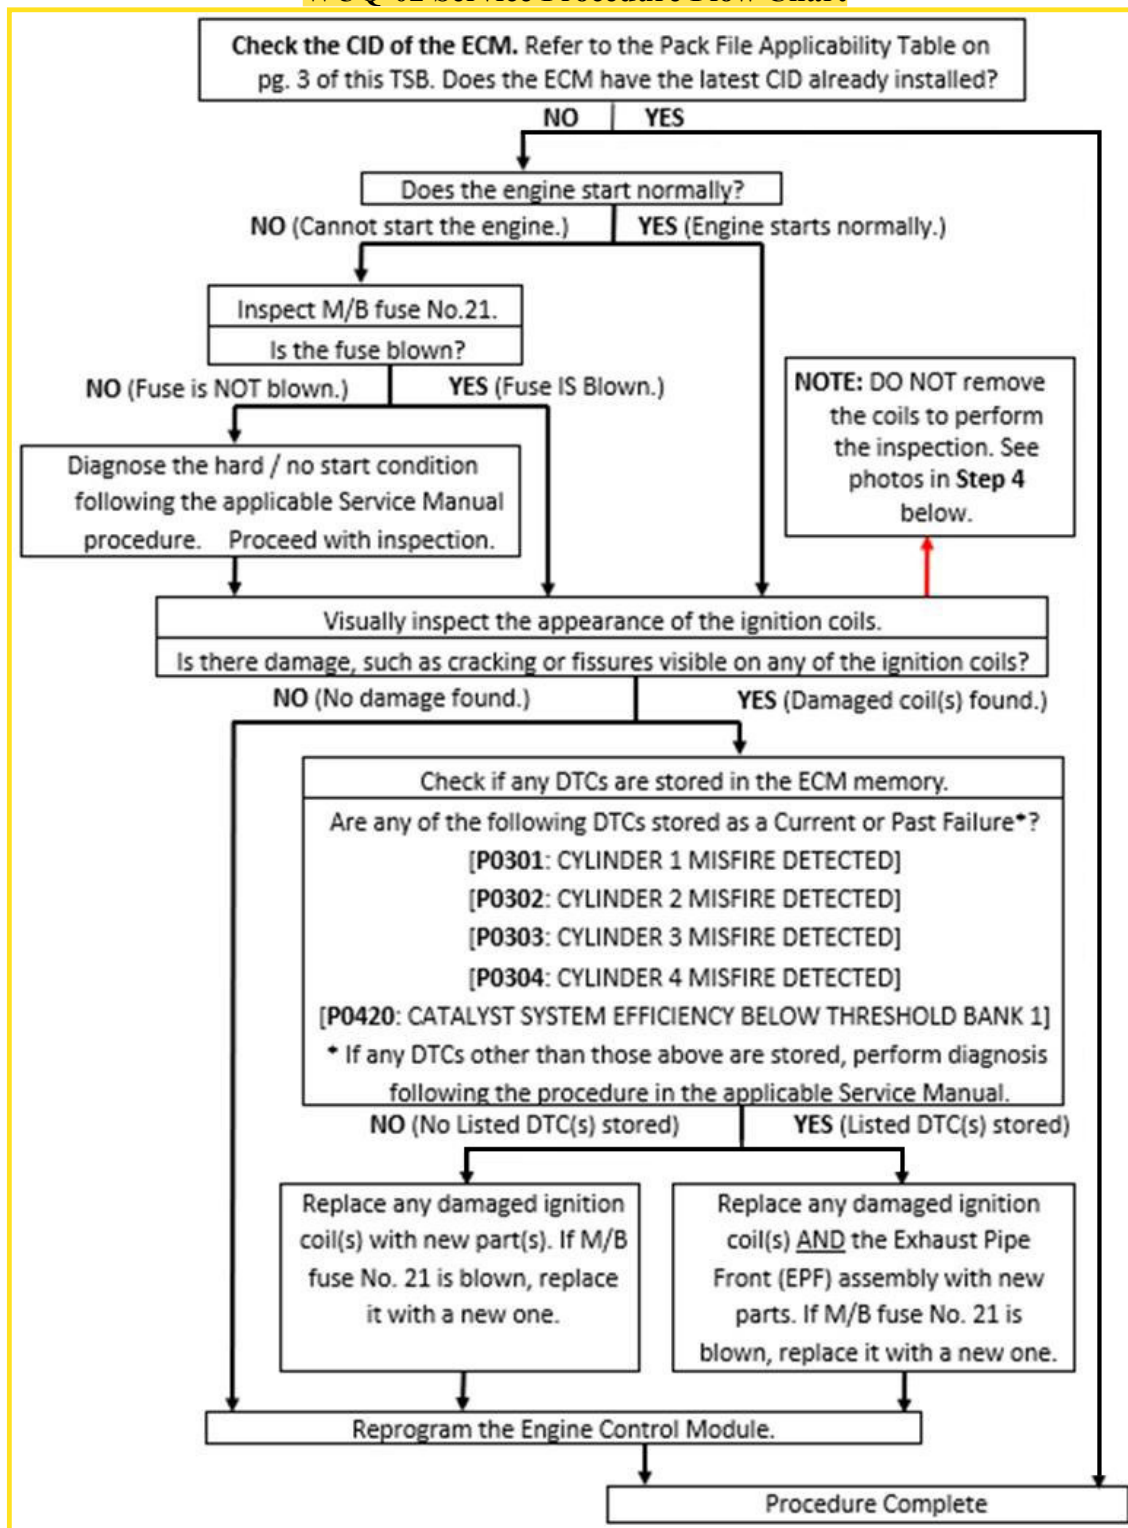 Service Procedure Flow Chart
Check the CID of the ECM. Refer to the Pack File Applicability Table on
pg. 3 of this TSB. Does the ECM have the latest CID already installed?
NO YES
Does the engine start normally?
NO (Cannot start the engine.) YES (Engine starts normally.)
Inspect M/B fuse No.21.
Is the fuse blown?
NO (Fuse is NOT blown.) YES (Fuse IS Blown.)
NOTE: DO NOT remove
the coils to perform
the inspection. See
photos in Step 4
below.
Diagnose the hard / no start condition
following the applicable Service Manual
procedure. Proceed with inspection.
Visually inspect the appearance of the ignition coils.
Is there damage, such as cracking or fissures visible on any of the ignition coils?
NO (No damage found.) YES (Damaged coil(s) found.)
Check if any DTCs are stored in the ECM memory.
Are any of the following DTCs stored as a Current or Past Failure*?
[P0301: CYLINDER 1 MISFIRE DETECTED]
[P0302: CYLINDER 2 MISFIRE DETECTED]
[P0303: CYLINDER 3 MISFIRE DETECTED]
[P0304: CYLINDER 4 MISFIRE DETECTED]
[P0420: CATALYST SYSTEM EFFICIENCY BELOW THRESHOLD BANK 1]
* If any DTCs other than those above are stored, perform diagnosis
following the procedure in the applicable Service Manual.
NO (No Listed DTC(s) stored) YES (Listed DTC(s) stored)
Replace any damaged ignition
coil(s) with new part(s). If M/B
fuse No. 21 is blown, replace
it with a new one.
Replace any damaged ignition
coil(s) AND the Exhaust Pipe
Front (EPF) assembly with new
parts. If M/B fuse No. 21 is
blown, replace it with a new one.
Reprogram the Engine Control Module.
Procedure Complete